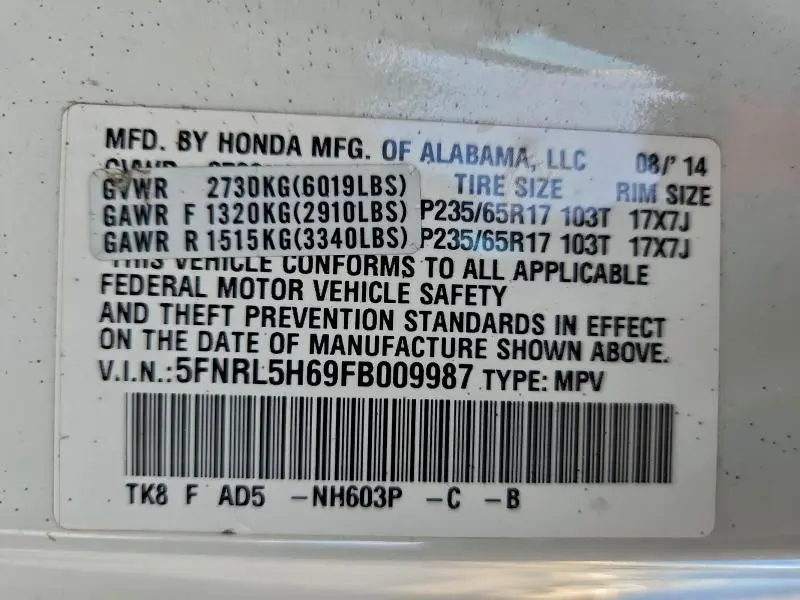 MFD. BY HONDA MFG. OF ALABAMA, LLC 08/'14
GVWR 2730KG(6019LBS) TIRE SIZE RIM SIZE
GAWR F 1320KG(2910LBS) P235/65R17 103T 17X7J
GAWR R 1515KG(3340LBS) P235/65R17 103T 17X7J
THIS VEHICLE CONFORMS TO ALL APPLICABLE
FEDERAL MOTOR VEHICLE SAFETY
AND THEFT PREVENTION STANDARDS IN EFFECT
ON THE DATE OF MANUFACTURE SHOWN ABOVE.
V.I.N.:5FNRL5H69FB009987 TYPE: MPV
TK8 F AD5 -NH603P -C -B